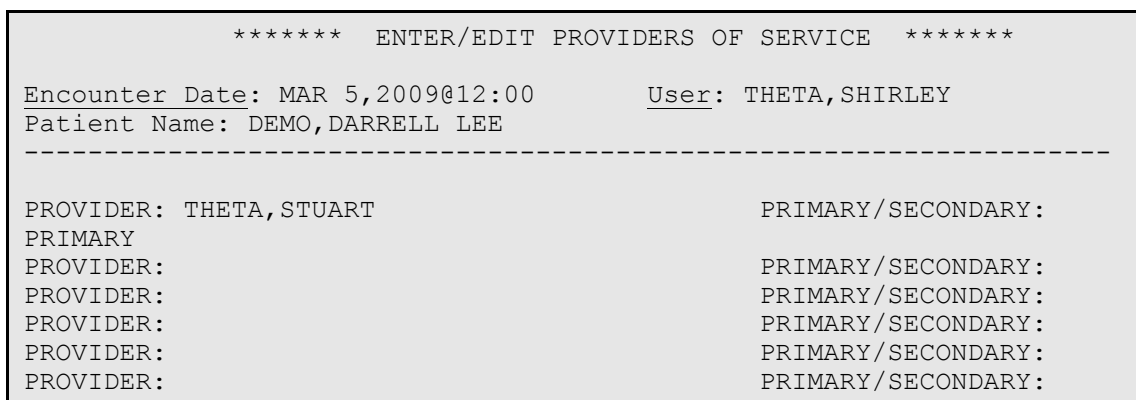 ******* ENTER/EDIT PROVIDERS OF SERVICE *******
Encounter Date: MAR 5,2009@12:00 User: THETA,SHIRLEY
Patient Name: DEMO,DARRELL LEE
--------------------------------------------------------------------
PROVIDER: THETA,STUART PRIMARY/SECONDARY:
PRIMARY
PROVIDER: PRIMARY/SECONDARY:
PROVIDER: PRIMARY/SECONDARY:
PROVIDER: PRIMARY/SECONDARY:
PROVIDER: PRIMARY/SECONDARY:
PROVIDER: PRIMARY/SECONDARY: